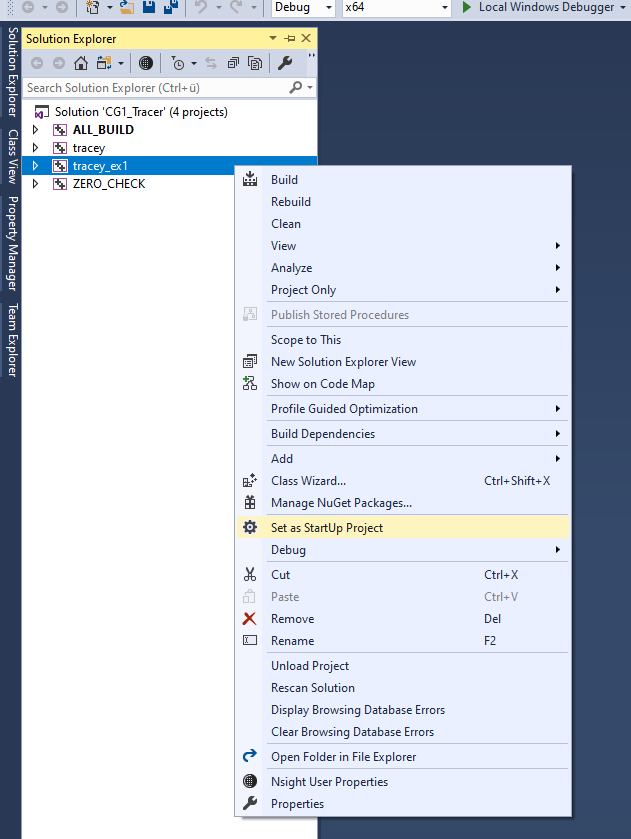 Debug x64 Local Windows Debugger
Solution Explorer
Search Solution Explorer (Ctrl+ü)
Solution 'CG1_Tracer' (4 projects)
ALL_BUILD
tracey
tracey_ex1
ZERO_CHECK
Solution Explorer
Class View
Property Manager
Team Explorer
Build
Rebuild
Clean
View
Analyze
Project Only
Publish Stored Procedures
Scope to This
New Solution Explorer View
Show on Code Map
Profile Guided Optimization
Build Dependencies
Add
Class Wizard... Ctrl+Shift+X
Manage NuGet Packages...
Set as StartUp Project
Debug
Cut Ctrl+X
Paste Ctrl+V
Remove Del
Rename F2
Unload Project
Rescan Solution
Display Browsing Database Errors
Clear Browsing Database Errors
Open Folder in File Explorer
Nsight User Properties
Properties